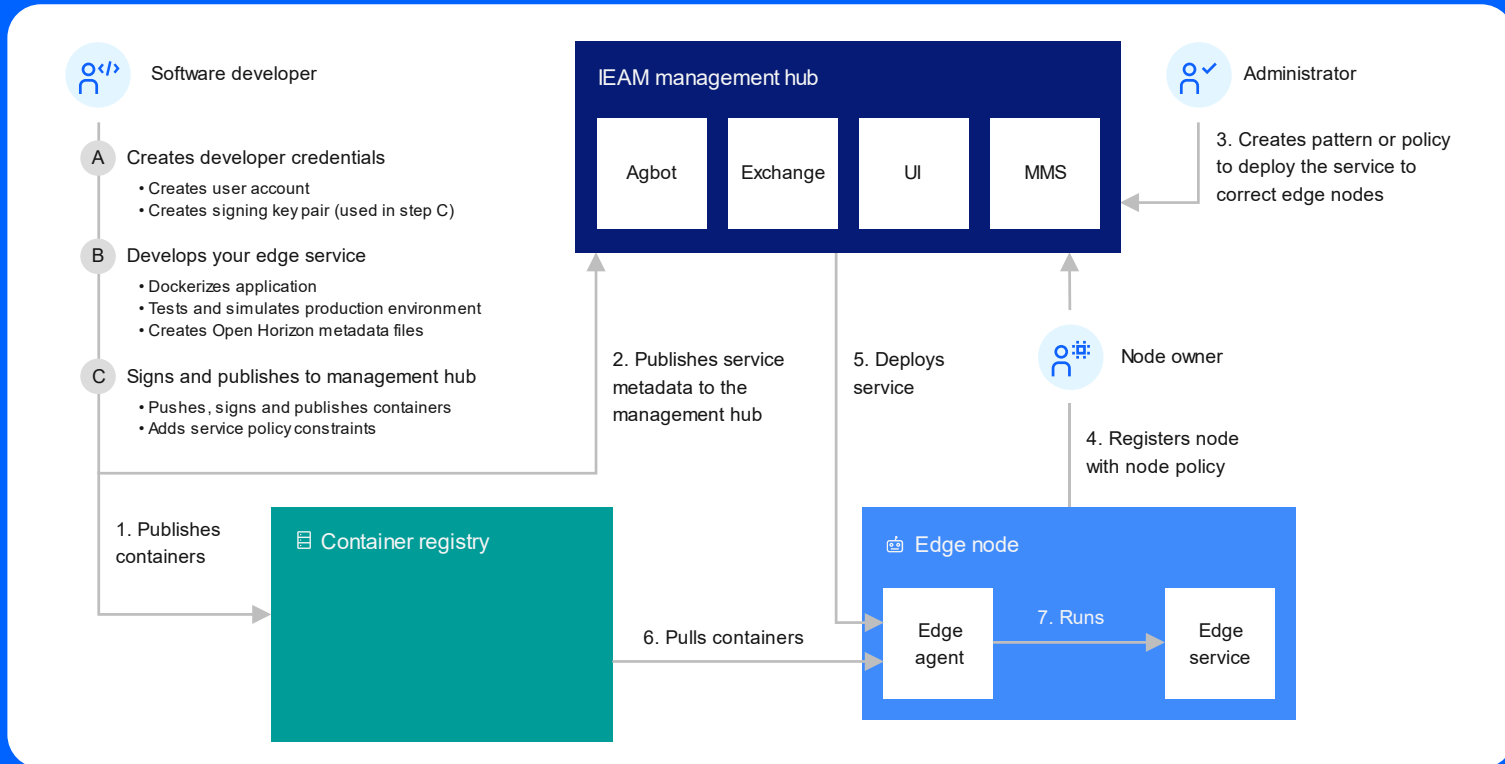 Software developer
A
Creates developer credentials
• Creates user account
• Creates signing key pair (used in step C)
B
Develops your edge service
• Dockerizes application
• Tests and simulates production environment
• Creates Open Horizon metadata files
C
Signs and publishes to management hub
• Pushes, signs and publishes containers
• Adds service policy constraints
IEAM management hub
Agbot
Exchange
UI
MMS
Administrator
3. Creates pattern or policy
to deploy the service to
correct edge nodes
2. Publishes service
metadata to the
management hub
5. Deploys
service
Node owner
4. Registers node
with node policy
1. Publishes
containers
Container registry
6. Pulls containers
Edge node
Edge
agent
7. Runs
Edge
service